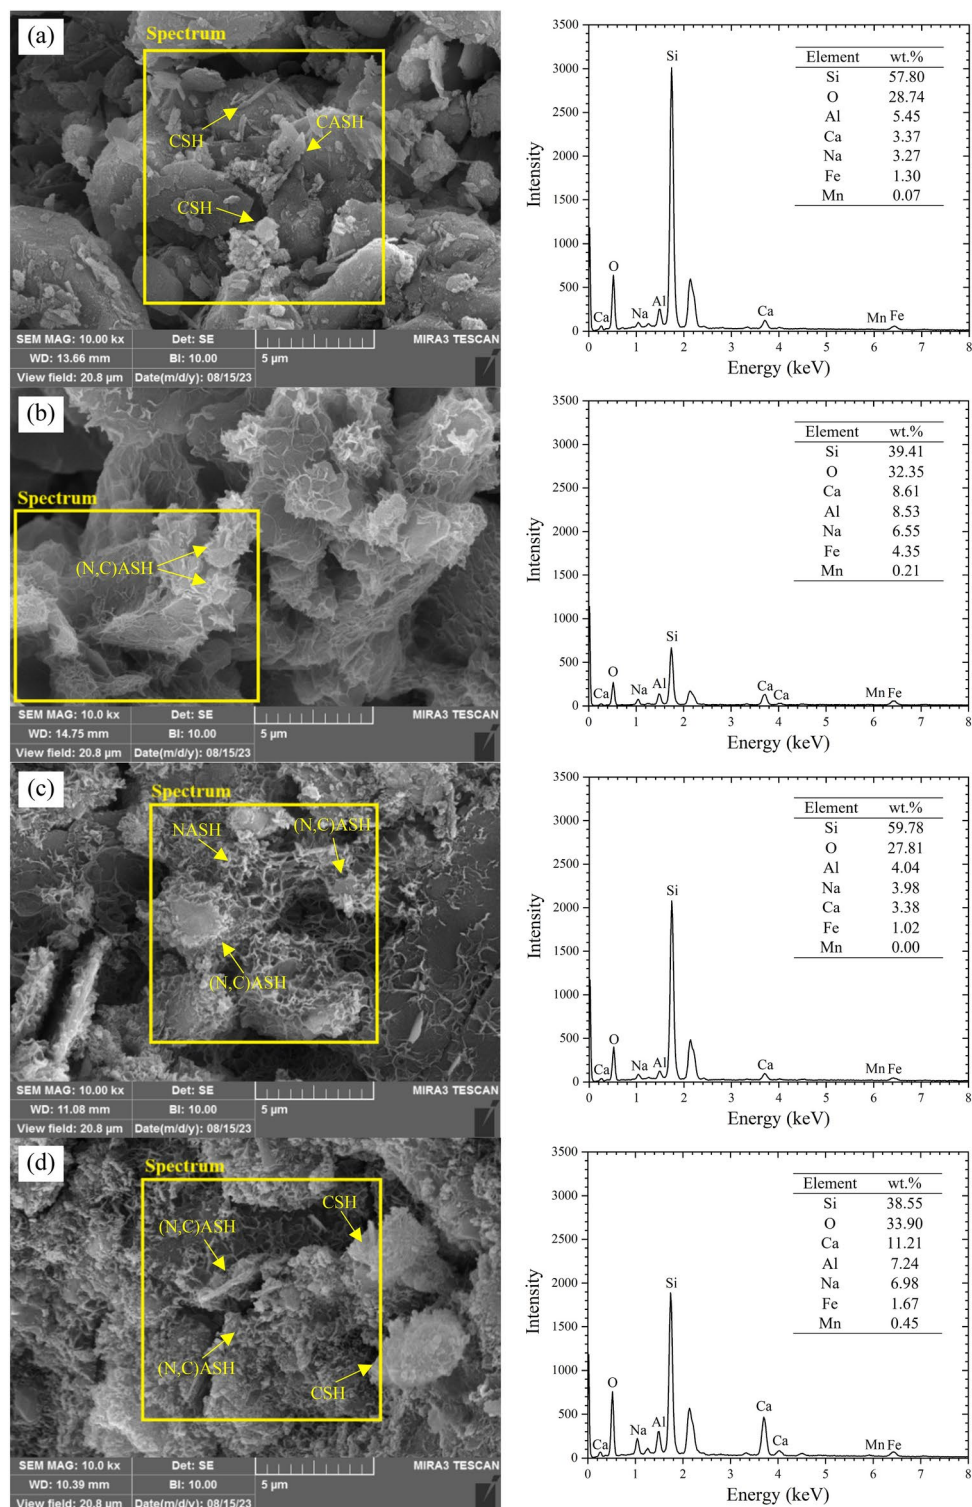 (a)
Spectrum
CSH
CASH
CSH
SEM MAG: 10.00 kx
Det: SE
MIRA3 TESCAN
WD: 13.66 mm
BI: 10.00
5 µm
View field: 20.8 µm
Date(m/d/y): 08/15/23
3500
3000
2500
2000
1500
1000
500
0
Intensity
Si
O
Ca
Na
Al
Ca
Mn
Fe
0 1 2 3 4 5 6 7 8
Energy (keV)
Element wt.%
Si 57.80
O 28.74
Al 5.45
Ca 3.37
Na 3.27
Fe 1.30
Mn 0.07
(b)
Spectrum
(N,C)ASH
SEM MAG: 10.0 kx
Det: SE
MIRA3 TESCAN
WD: 14.75 mm
BI: 10.00
5 µm
View field: 20.8 µm
Date(m/d/y): 08/15/23
3500
3000
2500
2000
1500
1000
500
0
Intensity
Si
O
Ca
Na
Al
Ca
Ca
Mn
Fe
0 1 2 3 4 5 6 7 8
Energy (keV)
Element wt.%
Si 39.41
O 32.35
Ca 8.61
Al 8.53
Na 6.55
Fe 4.35
Mn 0.21
(c)
Spectrum
NASH
(N,C)ASH
(N,C)ASH
SEM MAG: 10.00 kx
Det: SE
MIRA3 TESCAN
WD: 11.08 mm
BI: 10.00
5 µm
View field: 20.8 µm
Date(m/d/y): 08/15/23
3500
3000
2500
2000
1500
1000
500
0
Intensity
Si
O
Ca
Na
Al
Ca
Mn
Fe
0 1 2 3 4 5 6 7 8
Energy (keV)
Element wt.%
Si 59.78
O 27.81
Al 4.04
Na 3.98
Ca 3.38
Fe 1.02
Mn 0.00
(d)
Spectrum
CSH
(N,C)ASH
(N,C)ASH
CSH
SEM MAG: 10.0 kx
Det: SE
MIRA3 TESCAN
WD: 10.39 mm
BI: 10.00
5 µm
View field: 20.8 µm
Date(m/d/y): 08/15/23
3500
3000
2500
2000
1500
1000
500
0
Intensity
Si
O
Ca
Na
Al
Ca
Ca
Mn
Fe
0 1 2 3 4 5 6 7 8
Energy (keV)
Element wt.%
Si 38.55
O 33.90
Ca 11.21
Al 7.24
Na 6.98
Fe 1.67
Mn 0.45